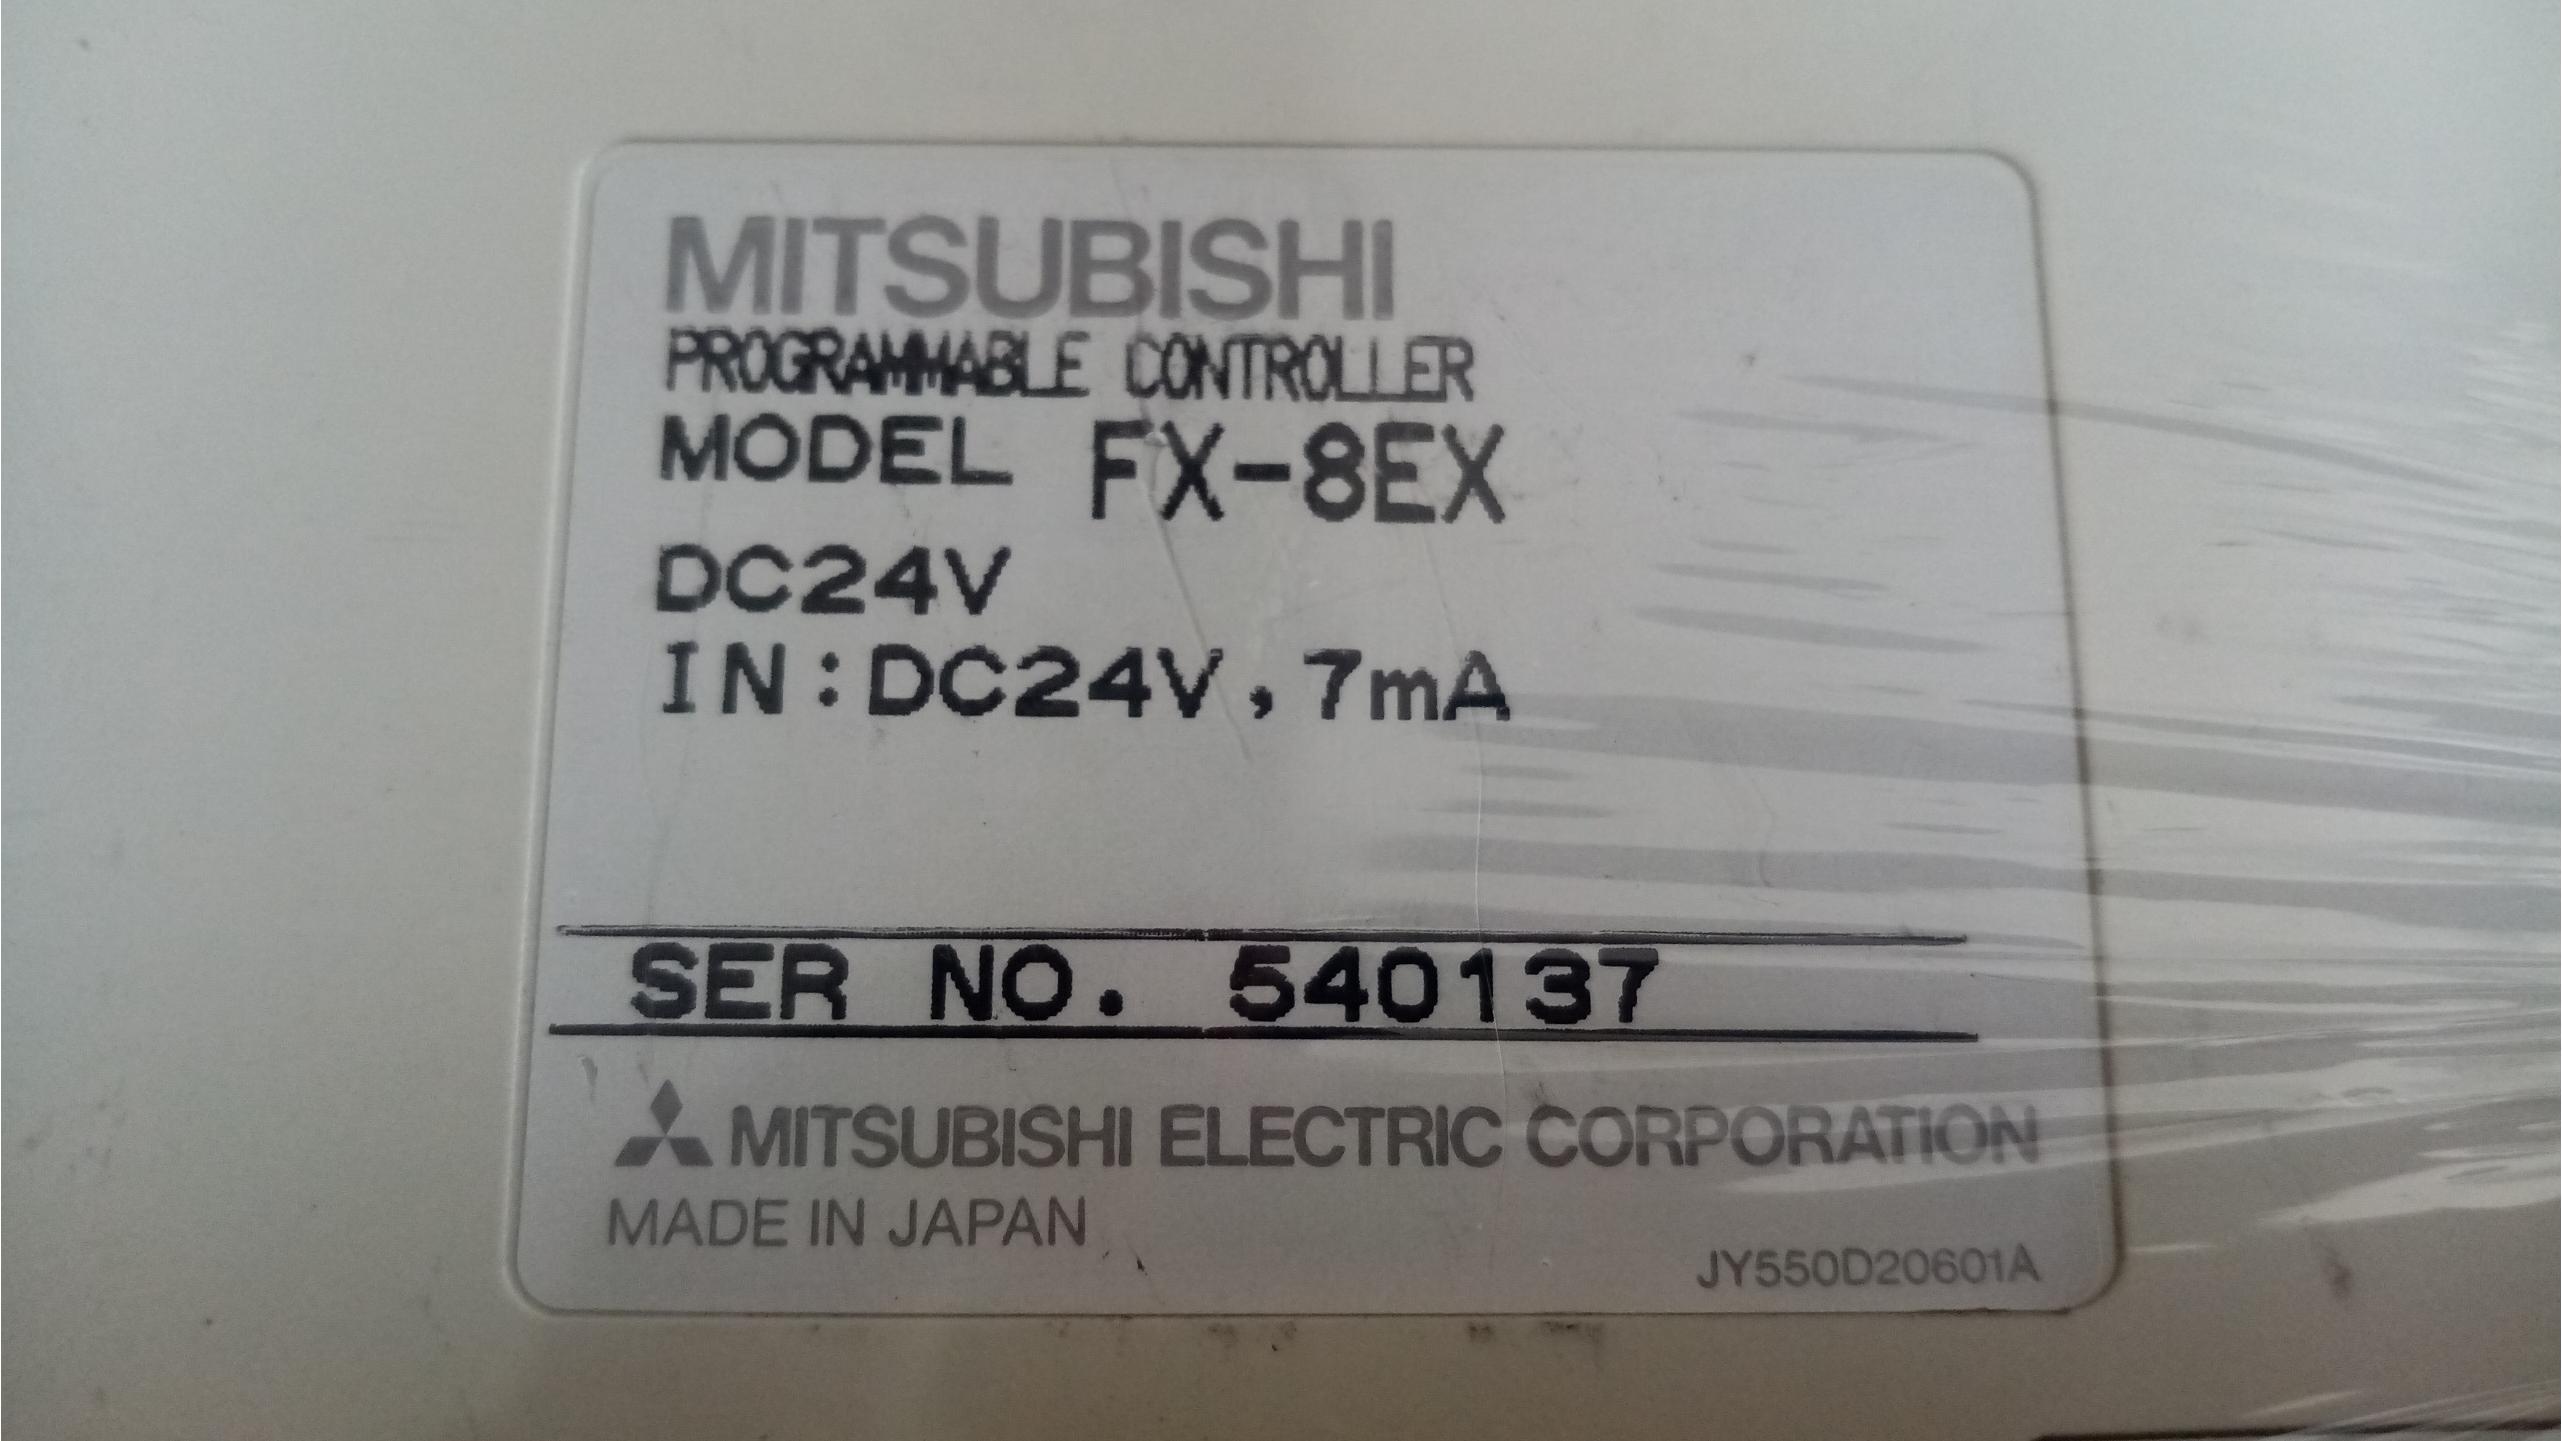 MITSUBISHI
PROGRAMMABLE CONTROLLER
MODEL FX-8EX
DC24V
IN:DC24V,7mA
SER NO. 540137
MITSUBISHI ELECTRIC CORPORATION
MADE IN JAPAN
JY550D20601A